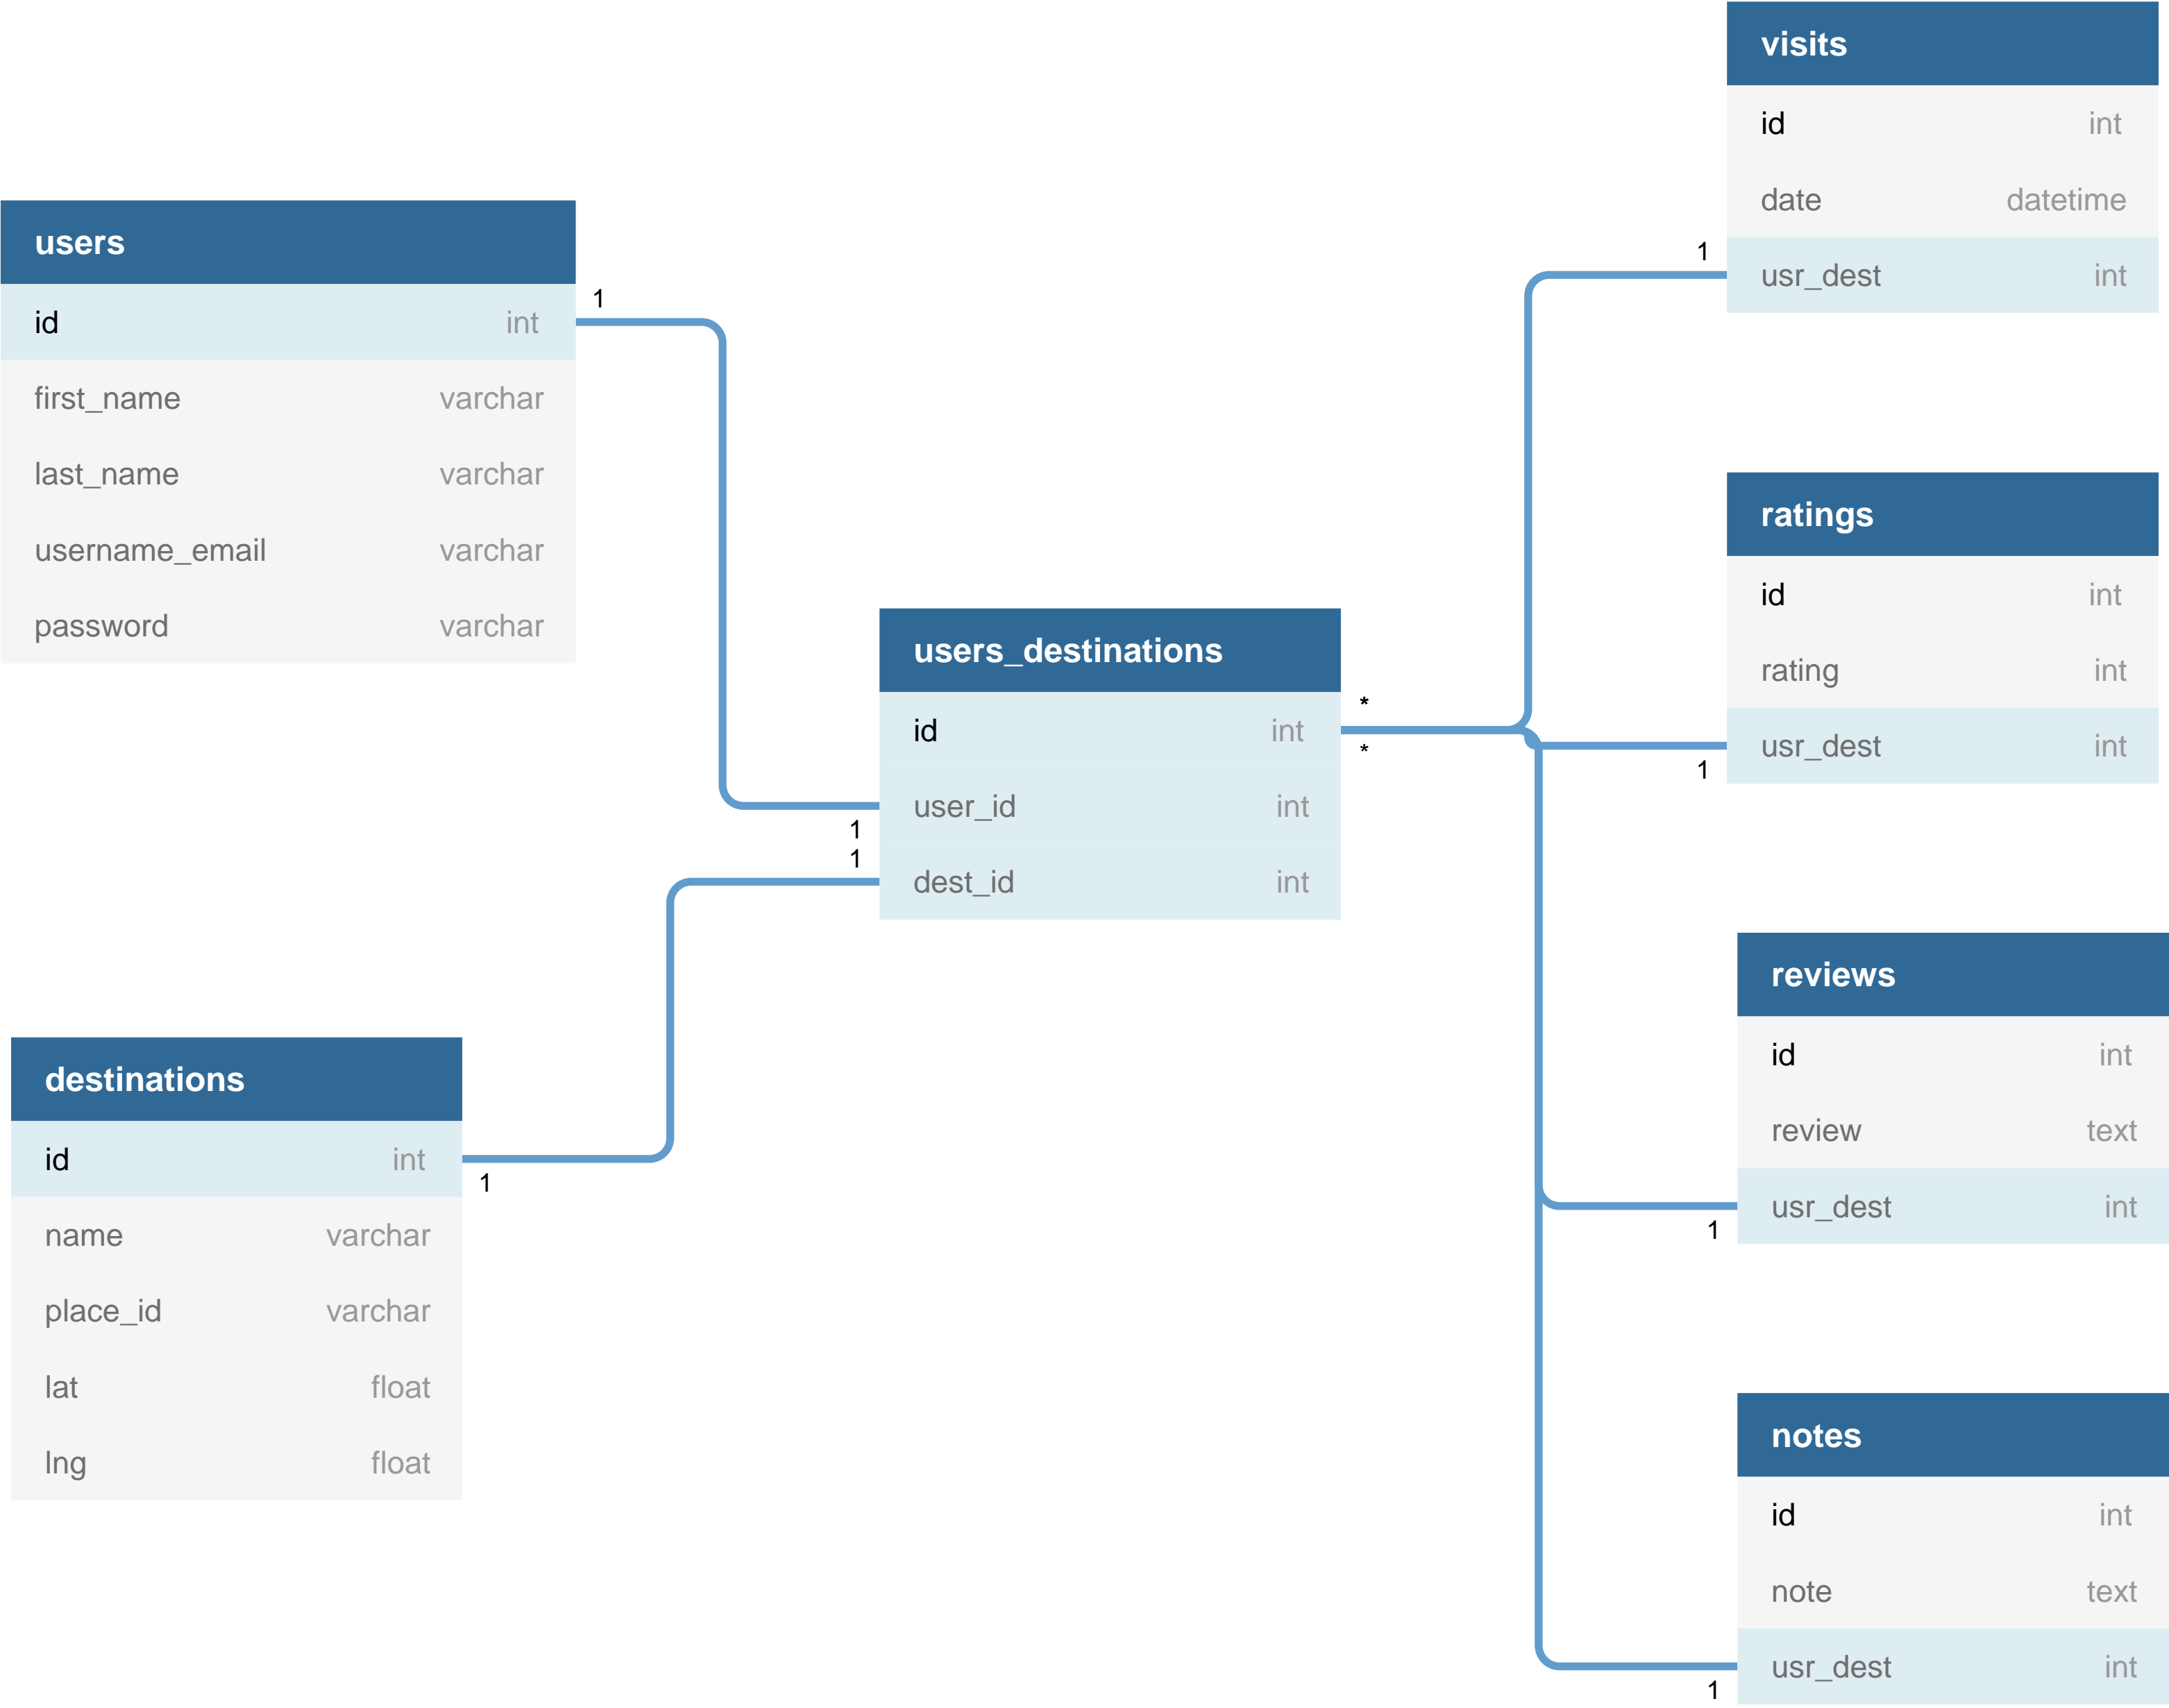 users
id int
first_name varchar
last_name varchar
username_email varchar
password varchar
1
destinations
id int
name varchar
place_id varchar
lat float
lng float
1
users_destinations
id int
user_id int
dest_id int
1
1
*
*
visits
id int
date datetime
usr_dest int
1
ratings
id int
rating int
usr_dest int
1
reviews
id int
review text
usr_dest int
1
notes
id int
note text
usr_dest int
1